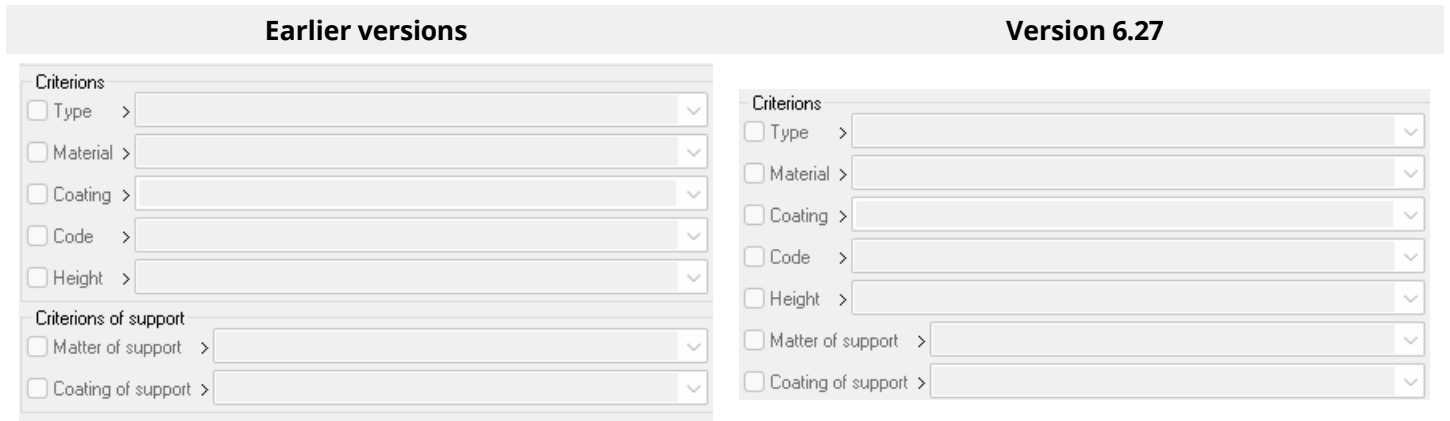 Earlier versions
Criterions
Type >
Material >
Coating >
Code >
Height >
Criterions of support
Matter of support >
Coating of support >
Version 6.27
Criterions
Type >
Material >
Coating >
Code >
Height >
Matter of support >
Coating of support >